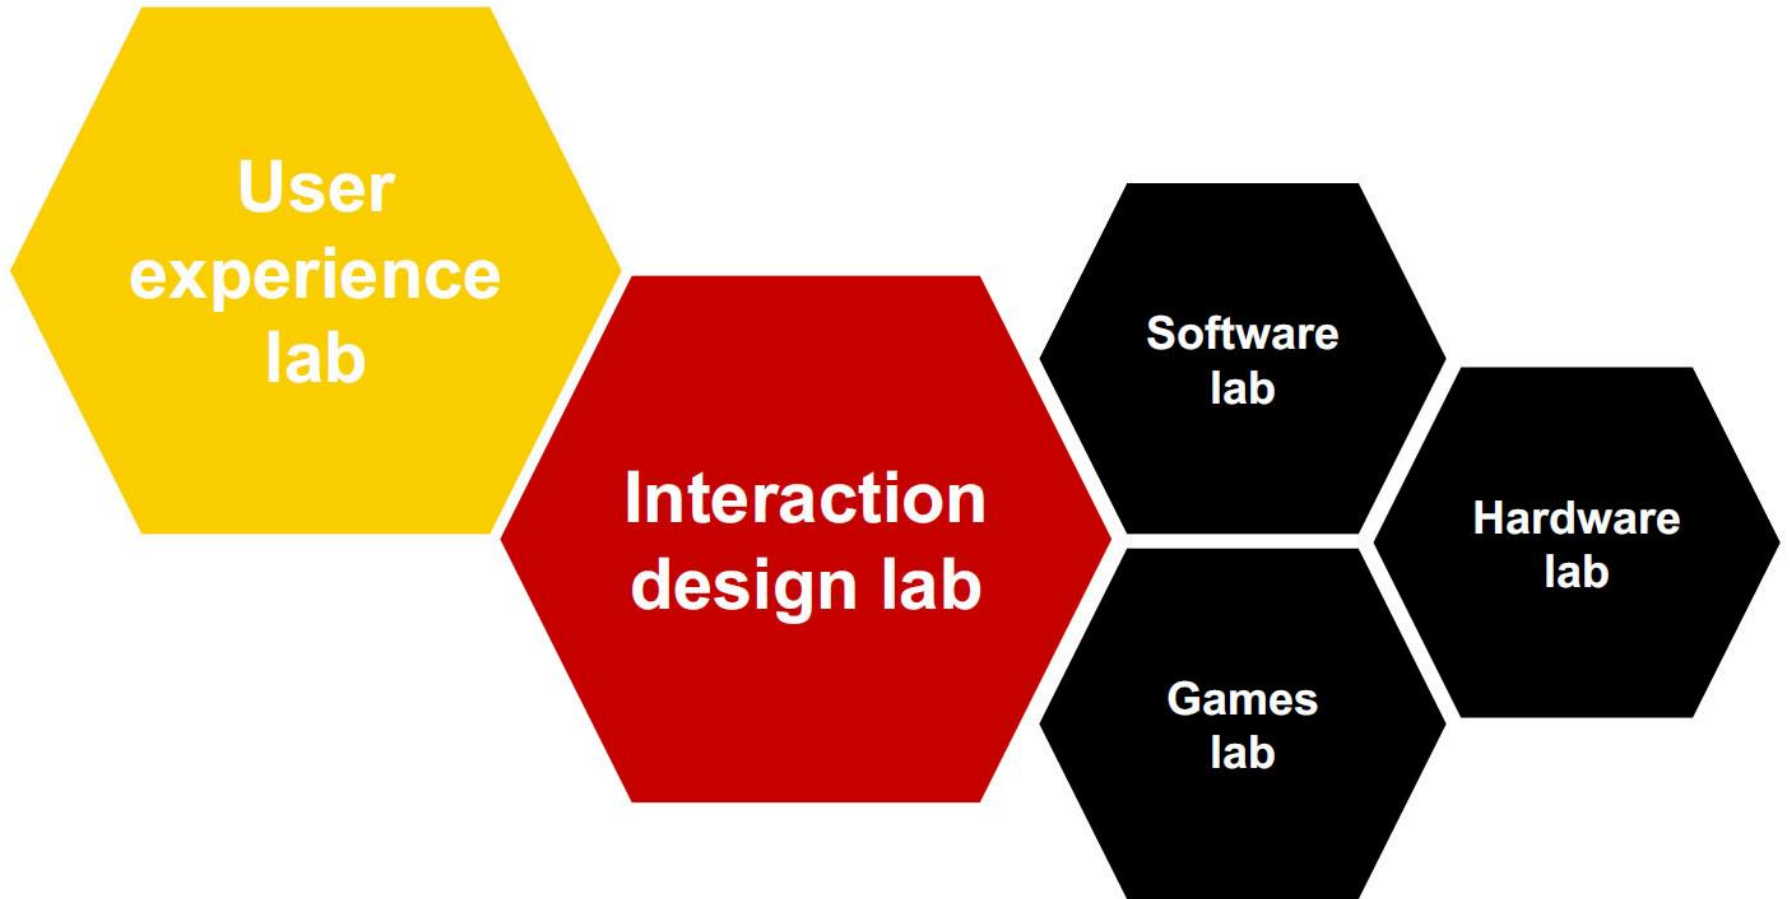 User
experience
lab
Interaction
design lab
Software
lab
Hardware
lab
Games
lab